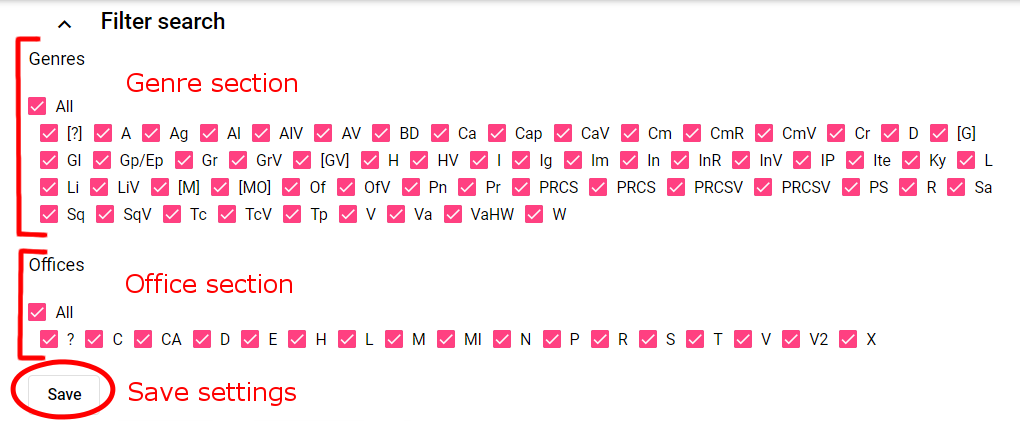 Filter search
Genres
Genre section
All
[?] A Ag AI AIV AV BD Ca Cap CaV Cm CmR CmV Cr D [G]
GI Gp/Ep Gr GrV [GV] H HV I Ig Im In InR InV IP Ite Ky L
Li LiV [M] [MO] Of OfV Pn Pr PRCS PRCS PRCSV PRCSV PS R Sa
Sq SqV Tc TcV Tp V Va VaHW W
Offices
Office section
All
? C CA D E H L M MI N P R S T V V2 X
Save
Save settings